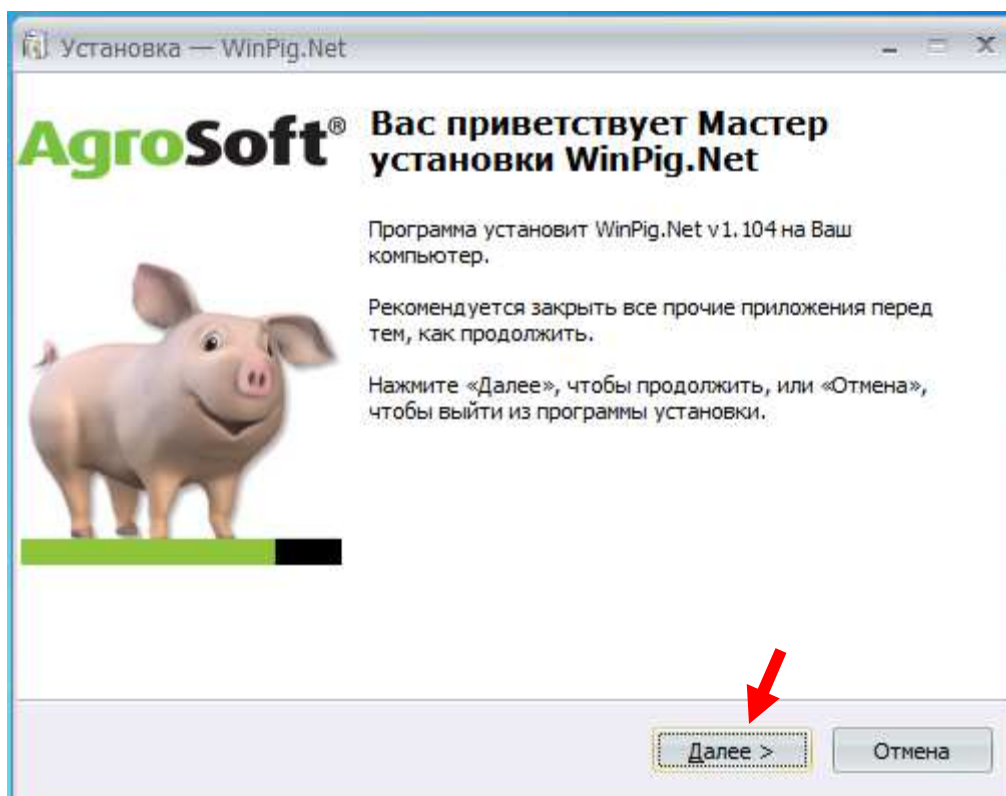 Установка — WinPig.Net
AgroSoft®
Вас приветствует Мастер
установки WinPig.Net
Программа установит WinPig.Net v1.104 на Ваш
компьютер.
Рекомендуется закрыть все прочие приложения перед
тем, как продолжить.
Нажмите «Далее», чтобы продолжить, или «Отмена»,
чтобы выйти из программы установки.
Далее >
Отмена